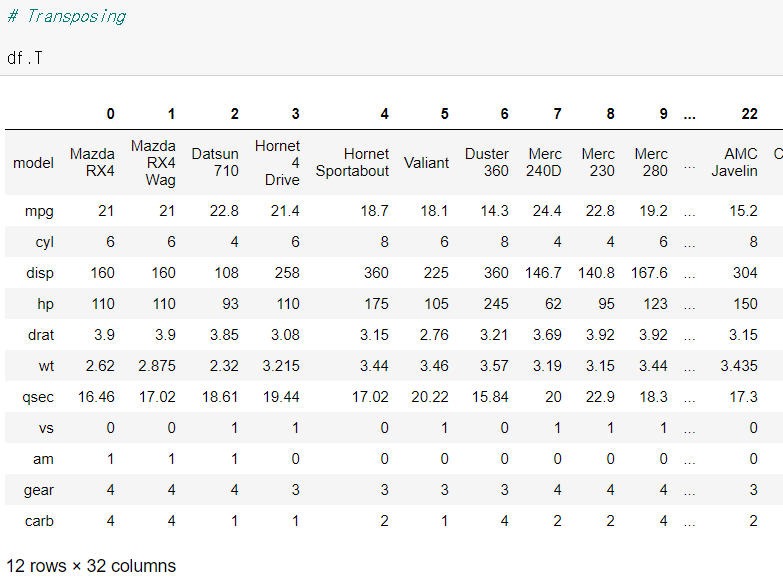 # Transposing
df.T
0 1 2 3 4 5 6 7 8 9 ... 22
model Mazda RX4 Mazda RX4 Wag Datsun 710 Hornet 4 Drive Hornet Sportabout Valiant Duster 360 Merc 240D Merc 230 Merc 280 ... AMC Javelin
mpg 21 21 22.8 21.4 18.7 18.1 14.3 24.4 22.8 19.2 ... 15.2
cyl 6 6 4 6 8 6 8 4 4 6 ... 8
disp 160 160 108 258 360 225 360 146.7 140.8 167.6 ... 304
hp 110 110 93 110 175 105 245 62 95 123 ... 150
drat 3.9 3.9 3.85 3.08 3.15 2.76 3.21 3.69 3.92 3.92 ... 3.15
wt 2.62 2.875 2.32 3.215 3.44 3.46 3.57 3.19 3.15 3.44 ... 3.435
qsec 16.46 17.02 18.61 19.44 17.02 20.22 15.84 20 22.9 18.3 ... 17.3
vs 0 0 1 1 0 1 0 1 1 1 ... 0
am 1 1 1 0 0 0 0 0 0 0 ... 0
gear 4 4 4 3 3 3 3 4 4 4 ... 3
carb 4 4 1 1 2 1 4 2 2 4 ... 2
12 rows × 32 columns